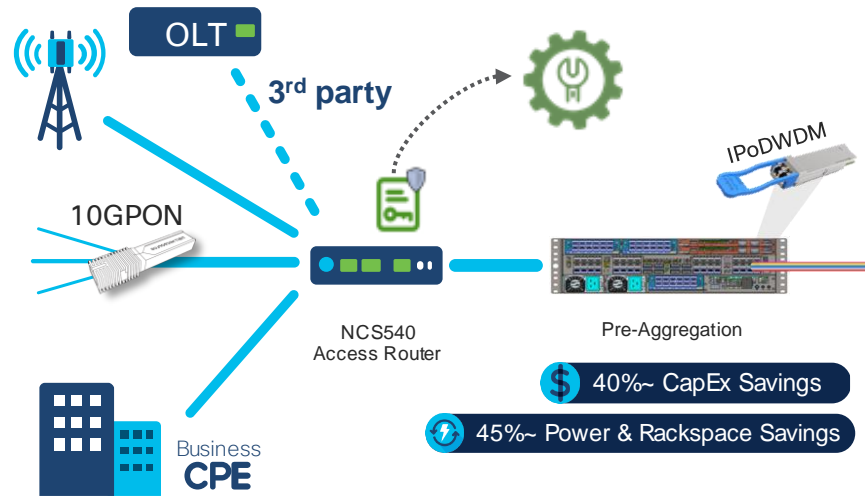 OLT
3rd party
IPoDWDM
10GPON
NCS540
Access Router
Pre-Aggregation
$ 40%~ CapEx Savings
45%~ Power & Rackspace Savings
Business
CPE